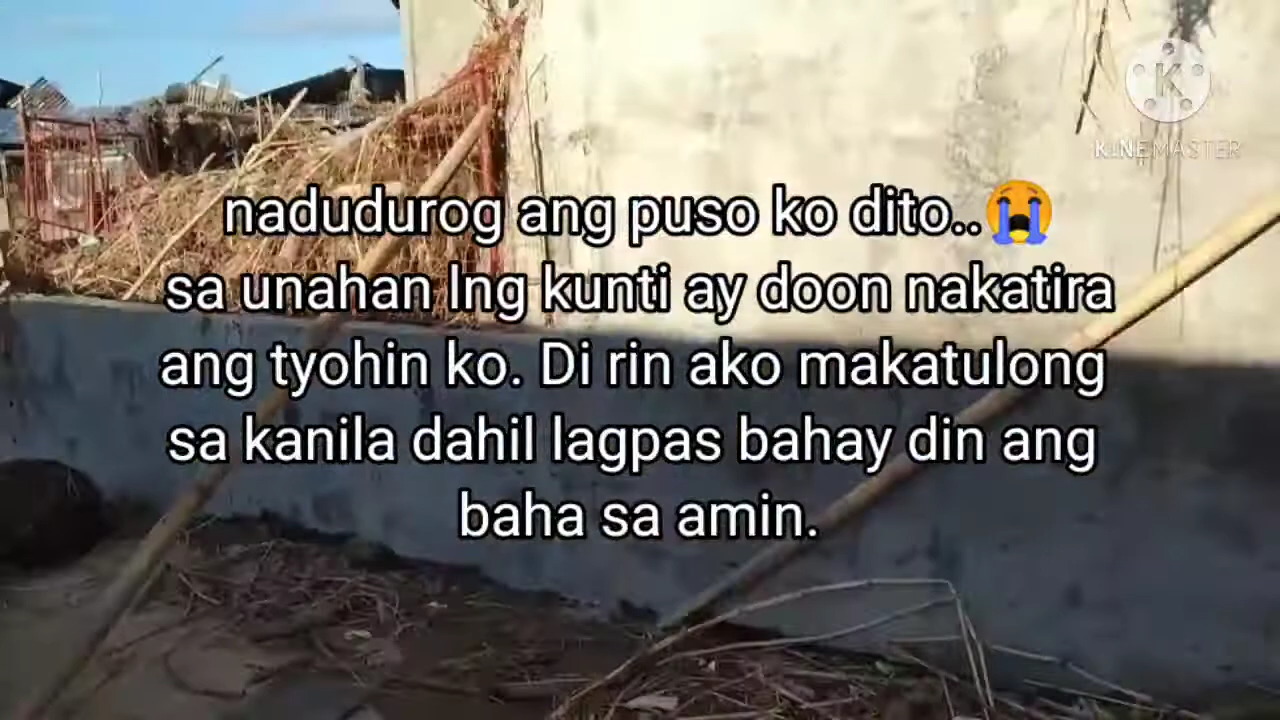 KINEMASTER
nadudurog ang puso ko dito..😭
sa unahan lng kunti ay doon nakatira
ang tyohin ko. Di rin ako makatulong
sa kanila dahil lagpas bahay din ang
baha sa amin.